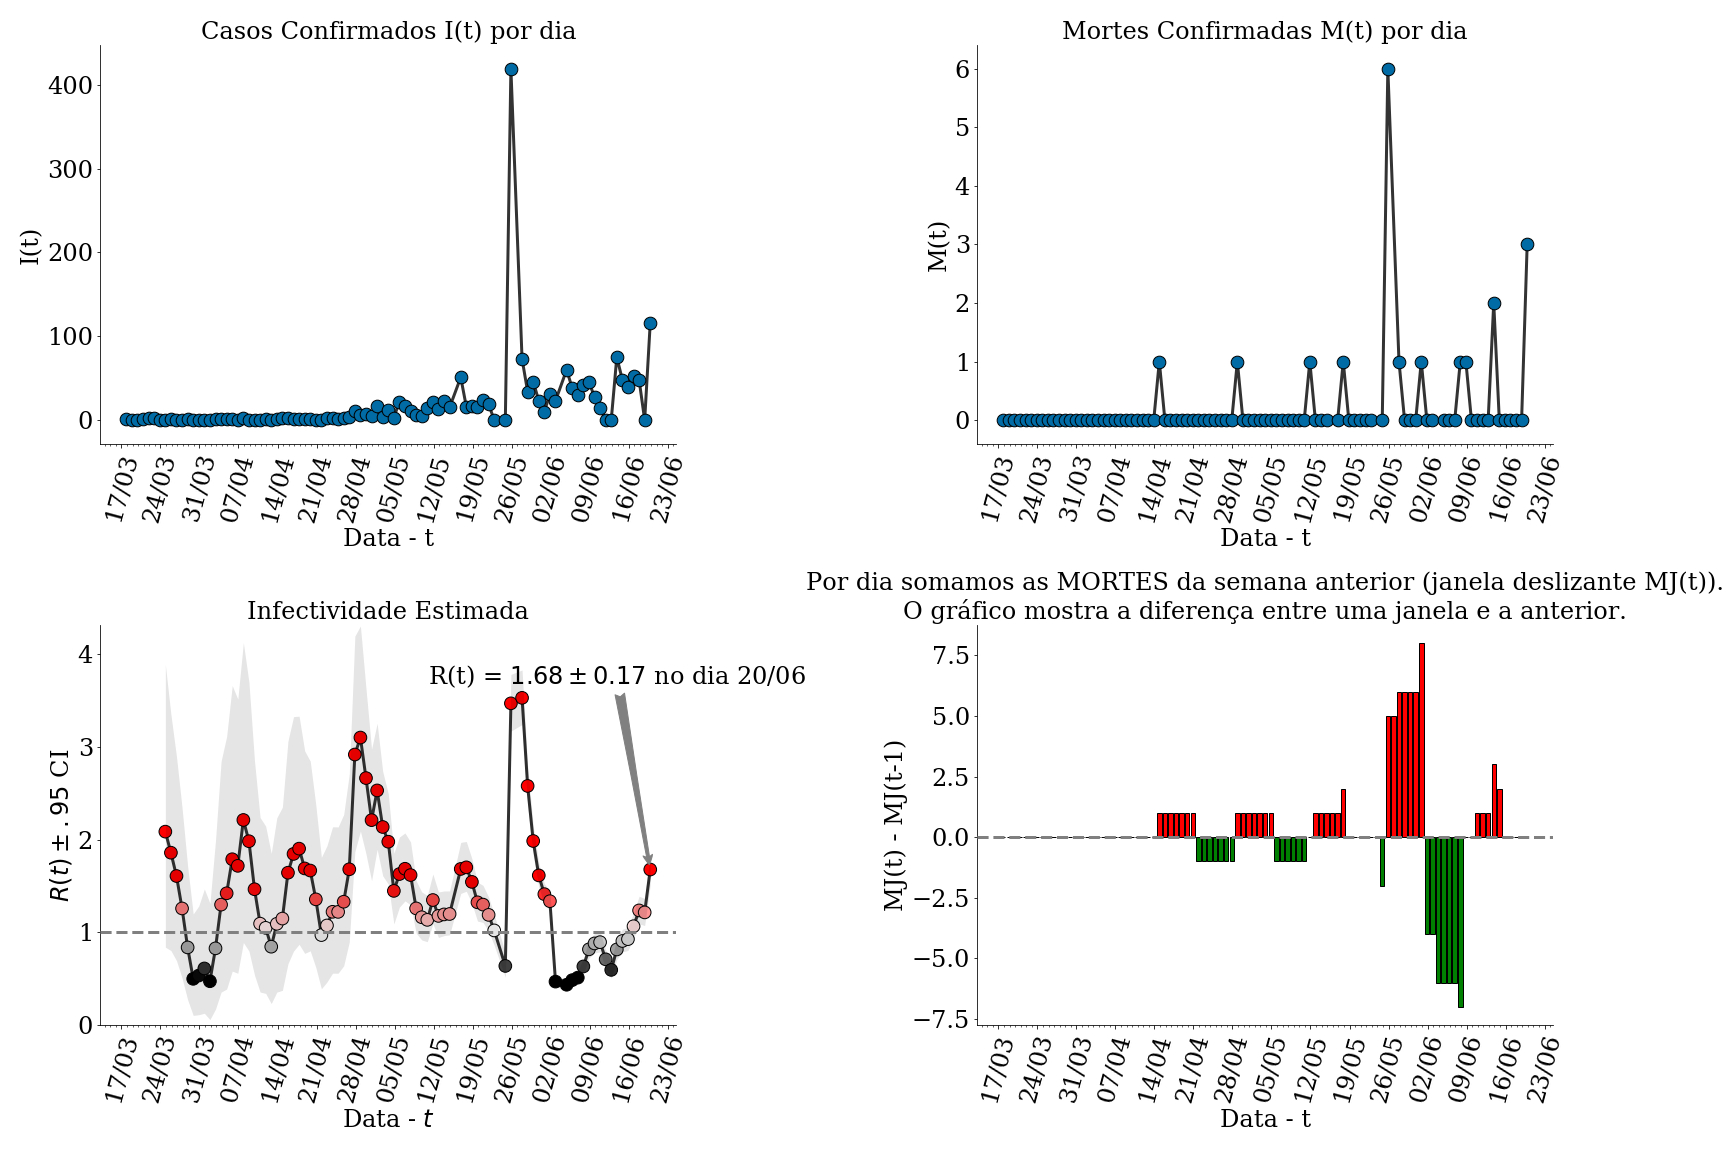 Casos Confirmados I(t) por dia
I(t)
400
300
200
100
0
17/03 24/03 31/03 07/04 14/04 21/04 28/04 05/05 12/05 19/05 26/05 02/06 09/06 16/06 23/06
Data - t
Mortes Confirmadas M(t) por dia
M(t)
6
5
4
3
2
1
0
17/03 24/03 31/03 07/04 14/04 21/04 28/04 05/05 12/05 19/05 26/05 02/06 09/06 16/06 23/06
Data - t
Infectividade Estimada
R(t) = 1.68 ± 0.17 no dia 20/06
R(t) ± .95 CI
4
3
2
1
0
17/03 24/03 31/03 07/04 14/04 21/04 28/04 05/05 12/05 19/05 26/05 02/06 09/06 16/06 23/06
Data - t
Por dia somamos as MORTES da semana anterior (janela deslizante MJ(t)).
O gráfico mostra a diferença entre uma janela e a anterior.
MJ(t) - MJ(t-1)
7.5
5.0
2.5
0.0
−2.5
−5.0
−7.5
17/03 24/03 31/03 07/04 14/04 21/04 28/04 05/05 12/05 19/05 26/05 02/06 09/06 16/06 23/06
Data - t